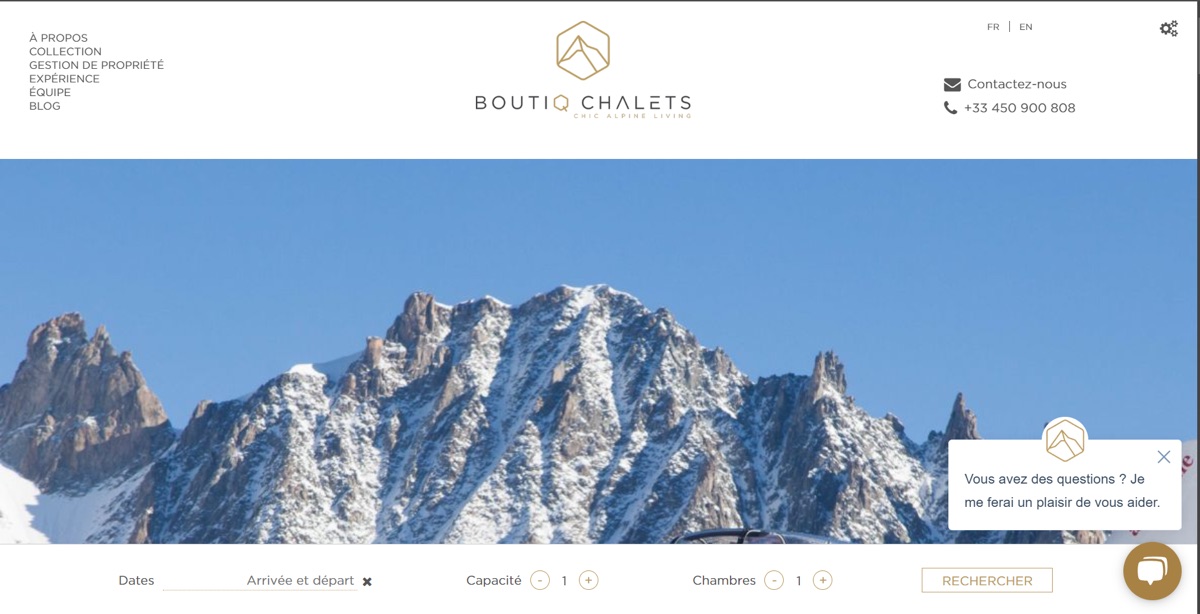 À PROPOS
COLLECTION
GESTION DE PROPRIÉTÉ
EXPÉRIENCE
ÉQUIPE
BLOG
BOUTIQ CHALETS
CHIC ALPINE LIVING
FR | EN
Contactez-nous
+33 450 900 808
Vous avez des questions ? Je
me ferai un plaisir de vous aider.
Dates Arrivée et départ
Capacité - 1 +
Chambres - 1 +
RECHERCHER